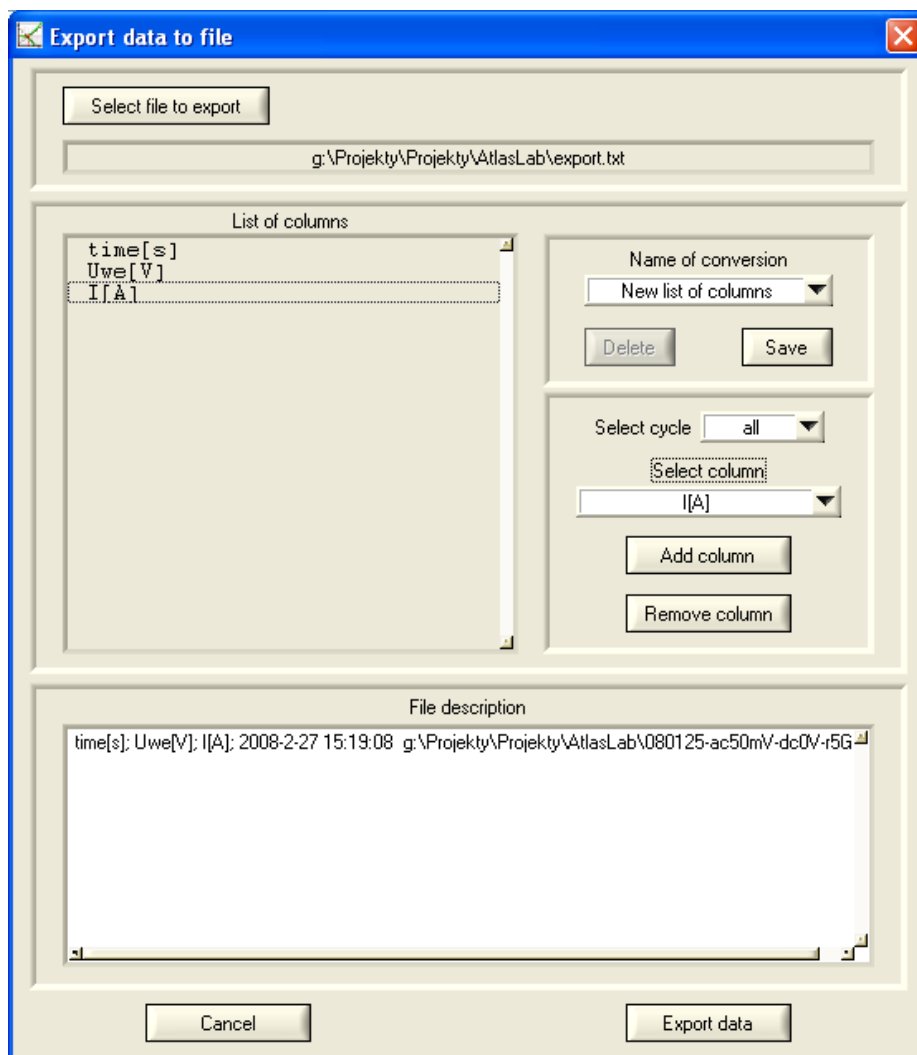 Export data to file
Select file to export
g:\Projekty\Projekty\AtlasLab\export.txt
List of columns
time[s]
Uwe[V]
I[A]
Name of conversion
New list of columns
Delete
Save
Select cycle
all
Select column
I[A]
Add column
Remove column
File description
time[s]; Uwe[V]; I[A]; 2008-2-27 15:19:08  g:\Projekty\Projekty\AtlasLab\080125-ac50mV-dc0V-r5G
Cancel
Export data